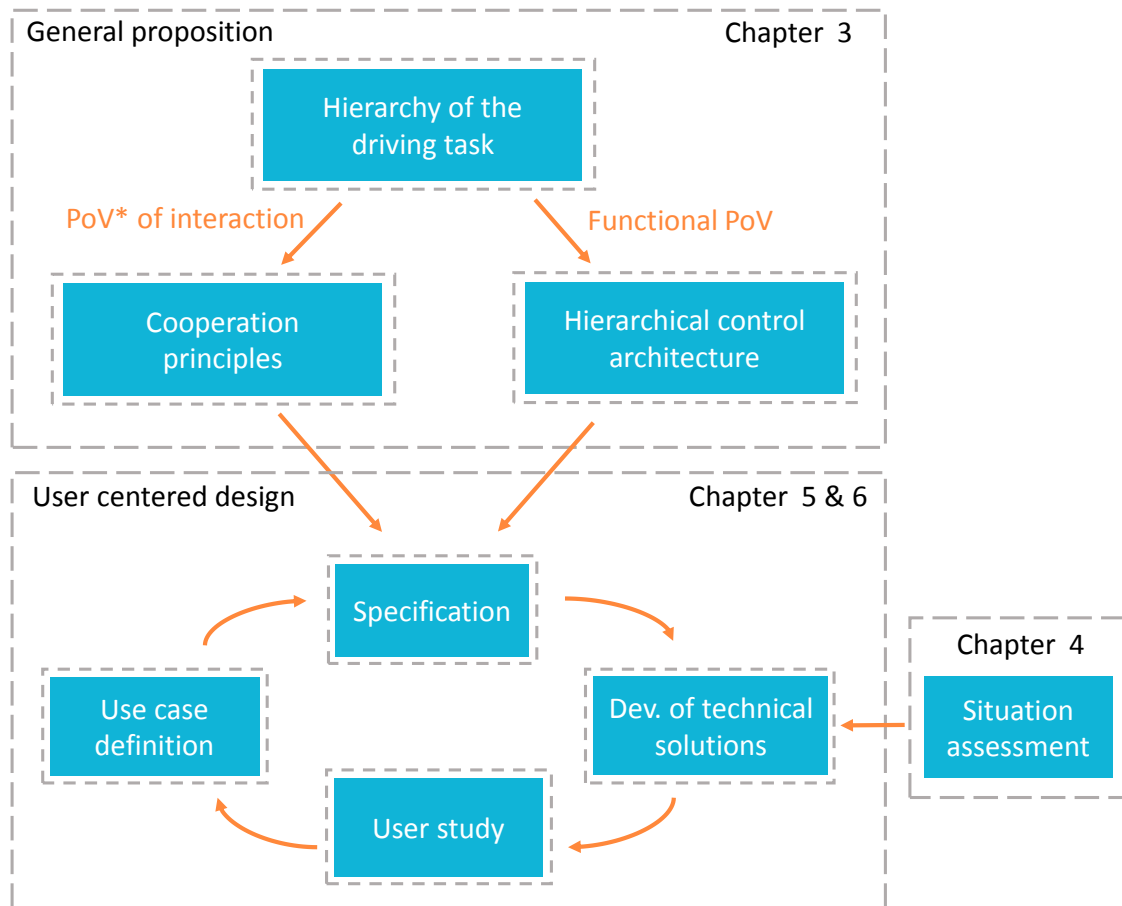 General proposition
Chapter 3
Hierarchy of the
driving task
PoV* of interaction
Functional PoV
Cooperation
principles
Hierarchical control
architecture
User centered design
Chapter 5 & 6
Specification
Use case
definition
Dev. of technical
solutions
User study
Chapter 4
Situation
assessment